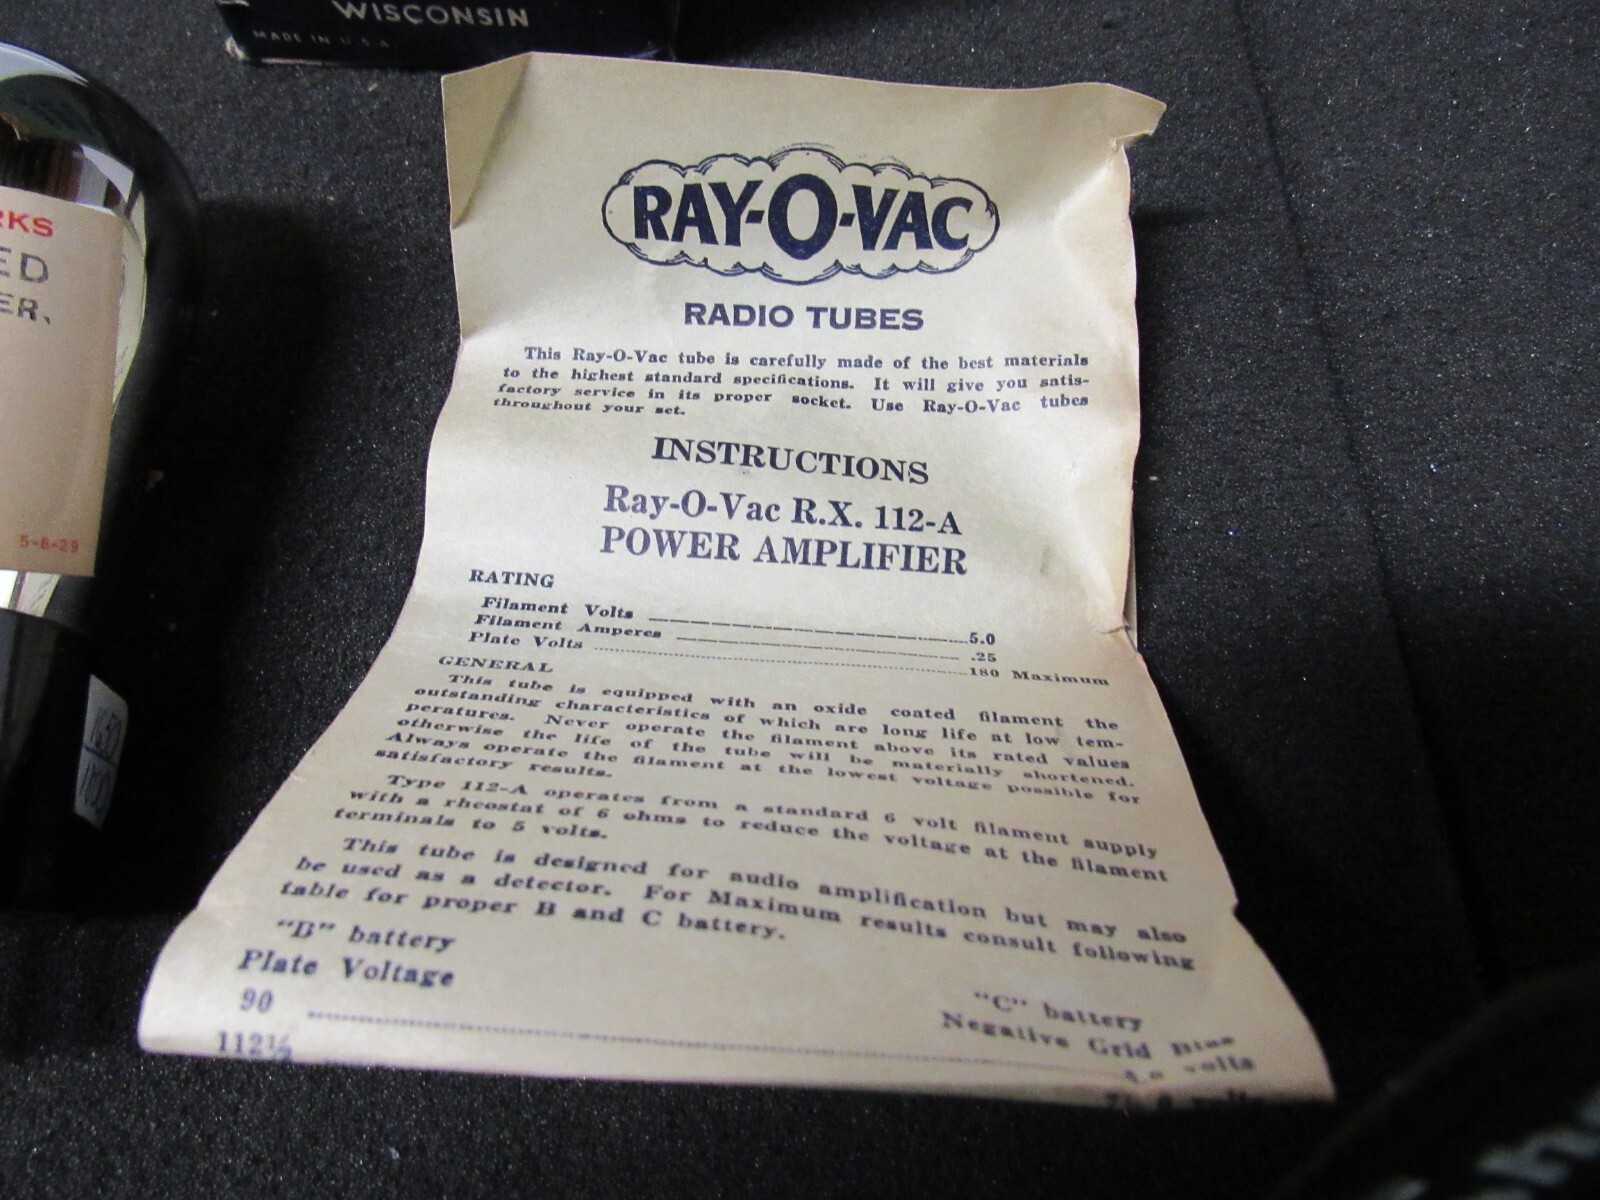 WISCONSIN
MADE IN U.S.A.
RKS
ED
ER.
5-8-29
RAY-O-VAC
RADIO TUBES
This Ray-O-Vac tube is carefully made of the best materials
to the highest standard specifications. It will give you satis-
factory service in its proper socket. Use Ray-O-Vac tubes
throughout your set.
INSTRUCTIONS
Ray-O-Vac R.X. 112-A
POWER AMPLIFIER
RATING
Filament Volts 5.0
Filament Amperes .25
Plate Volts 180 Maximum
GENERAL
This tube is equipped with an oxide coated filament the
outstanding characteristics of which are long life at low tem-
peratures. Never operate the filament above its rated values
otherwise the life of the tube will be materially shortened.
Always operate the filament at the lowest voltage possible for
satisfactory results.
Type 112-A operates from a standard 6 volt filament supply
with a rheostat of 6 ohms to reduce the voltage at the filament
terminals to 5 volts.
This tube is designed for audio amplification but may also
be used as a detector. For Maximum results consult following
table for proper B and C battery.
"B" battery
Plate Voltage
"C" battery
Negative Grid Bias
90 volts
112½ volts